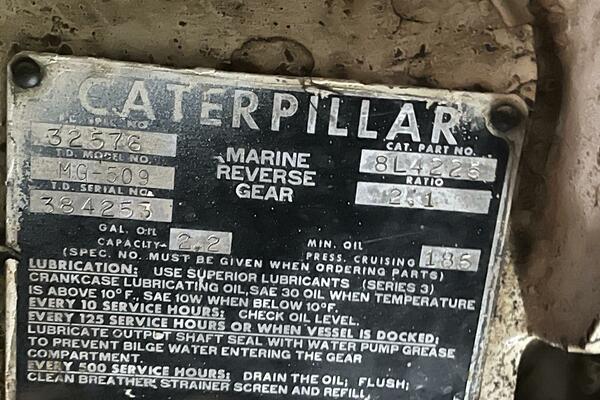 CATERPILLAR
T.D. SPEC. NO.
32576
T.D. MODEL NO.
MG-509
T.D. SERIAL NO.
384253
MARINE
REVERSE
GEAR
CAT. PART NO.
8L4225
RATIO
2.1
GAL. OIL
CAPACITY- 2.2
MIN. OIL
PRESS. CRUISING 185
(SPEC. NO. MUST BE GIVEN WHEN ORDERING PARTS)
LUBRICATION: USE SUPERIOR LUBRICANTS (SERIES 3)
CRANKCASE LUBRICATING OIL, SAE 30 OIL WHEN TEMPERATURE
IS ABOVE 10°F., SAE 10W WHEN BELOW 10°F.
EVERY 10 SERVICE HOURS: CHECK OIL LEVEL.
EVERY 125 SERVICE HOURS OR WHEN VESSEL IS DOCKED:
LUBRICATE OUTPUT SHAFT SEAL WITH WATER PUMP GREASE
TO PREVENT BILGE WATER ENTERING THE GEAR
COMPARTMENT.
EVERY 500 SERVICE HOURS: DRAIN THE OIL; FLUSH;
CLEAN BREATHER, STRAINER SCREEN AND REFILL